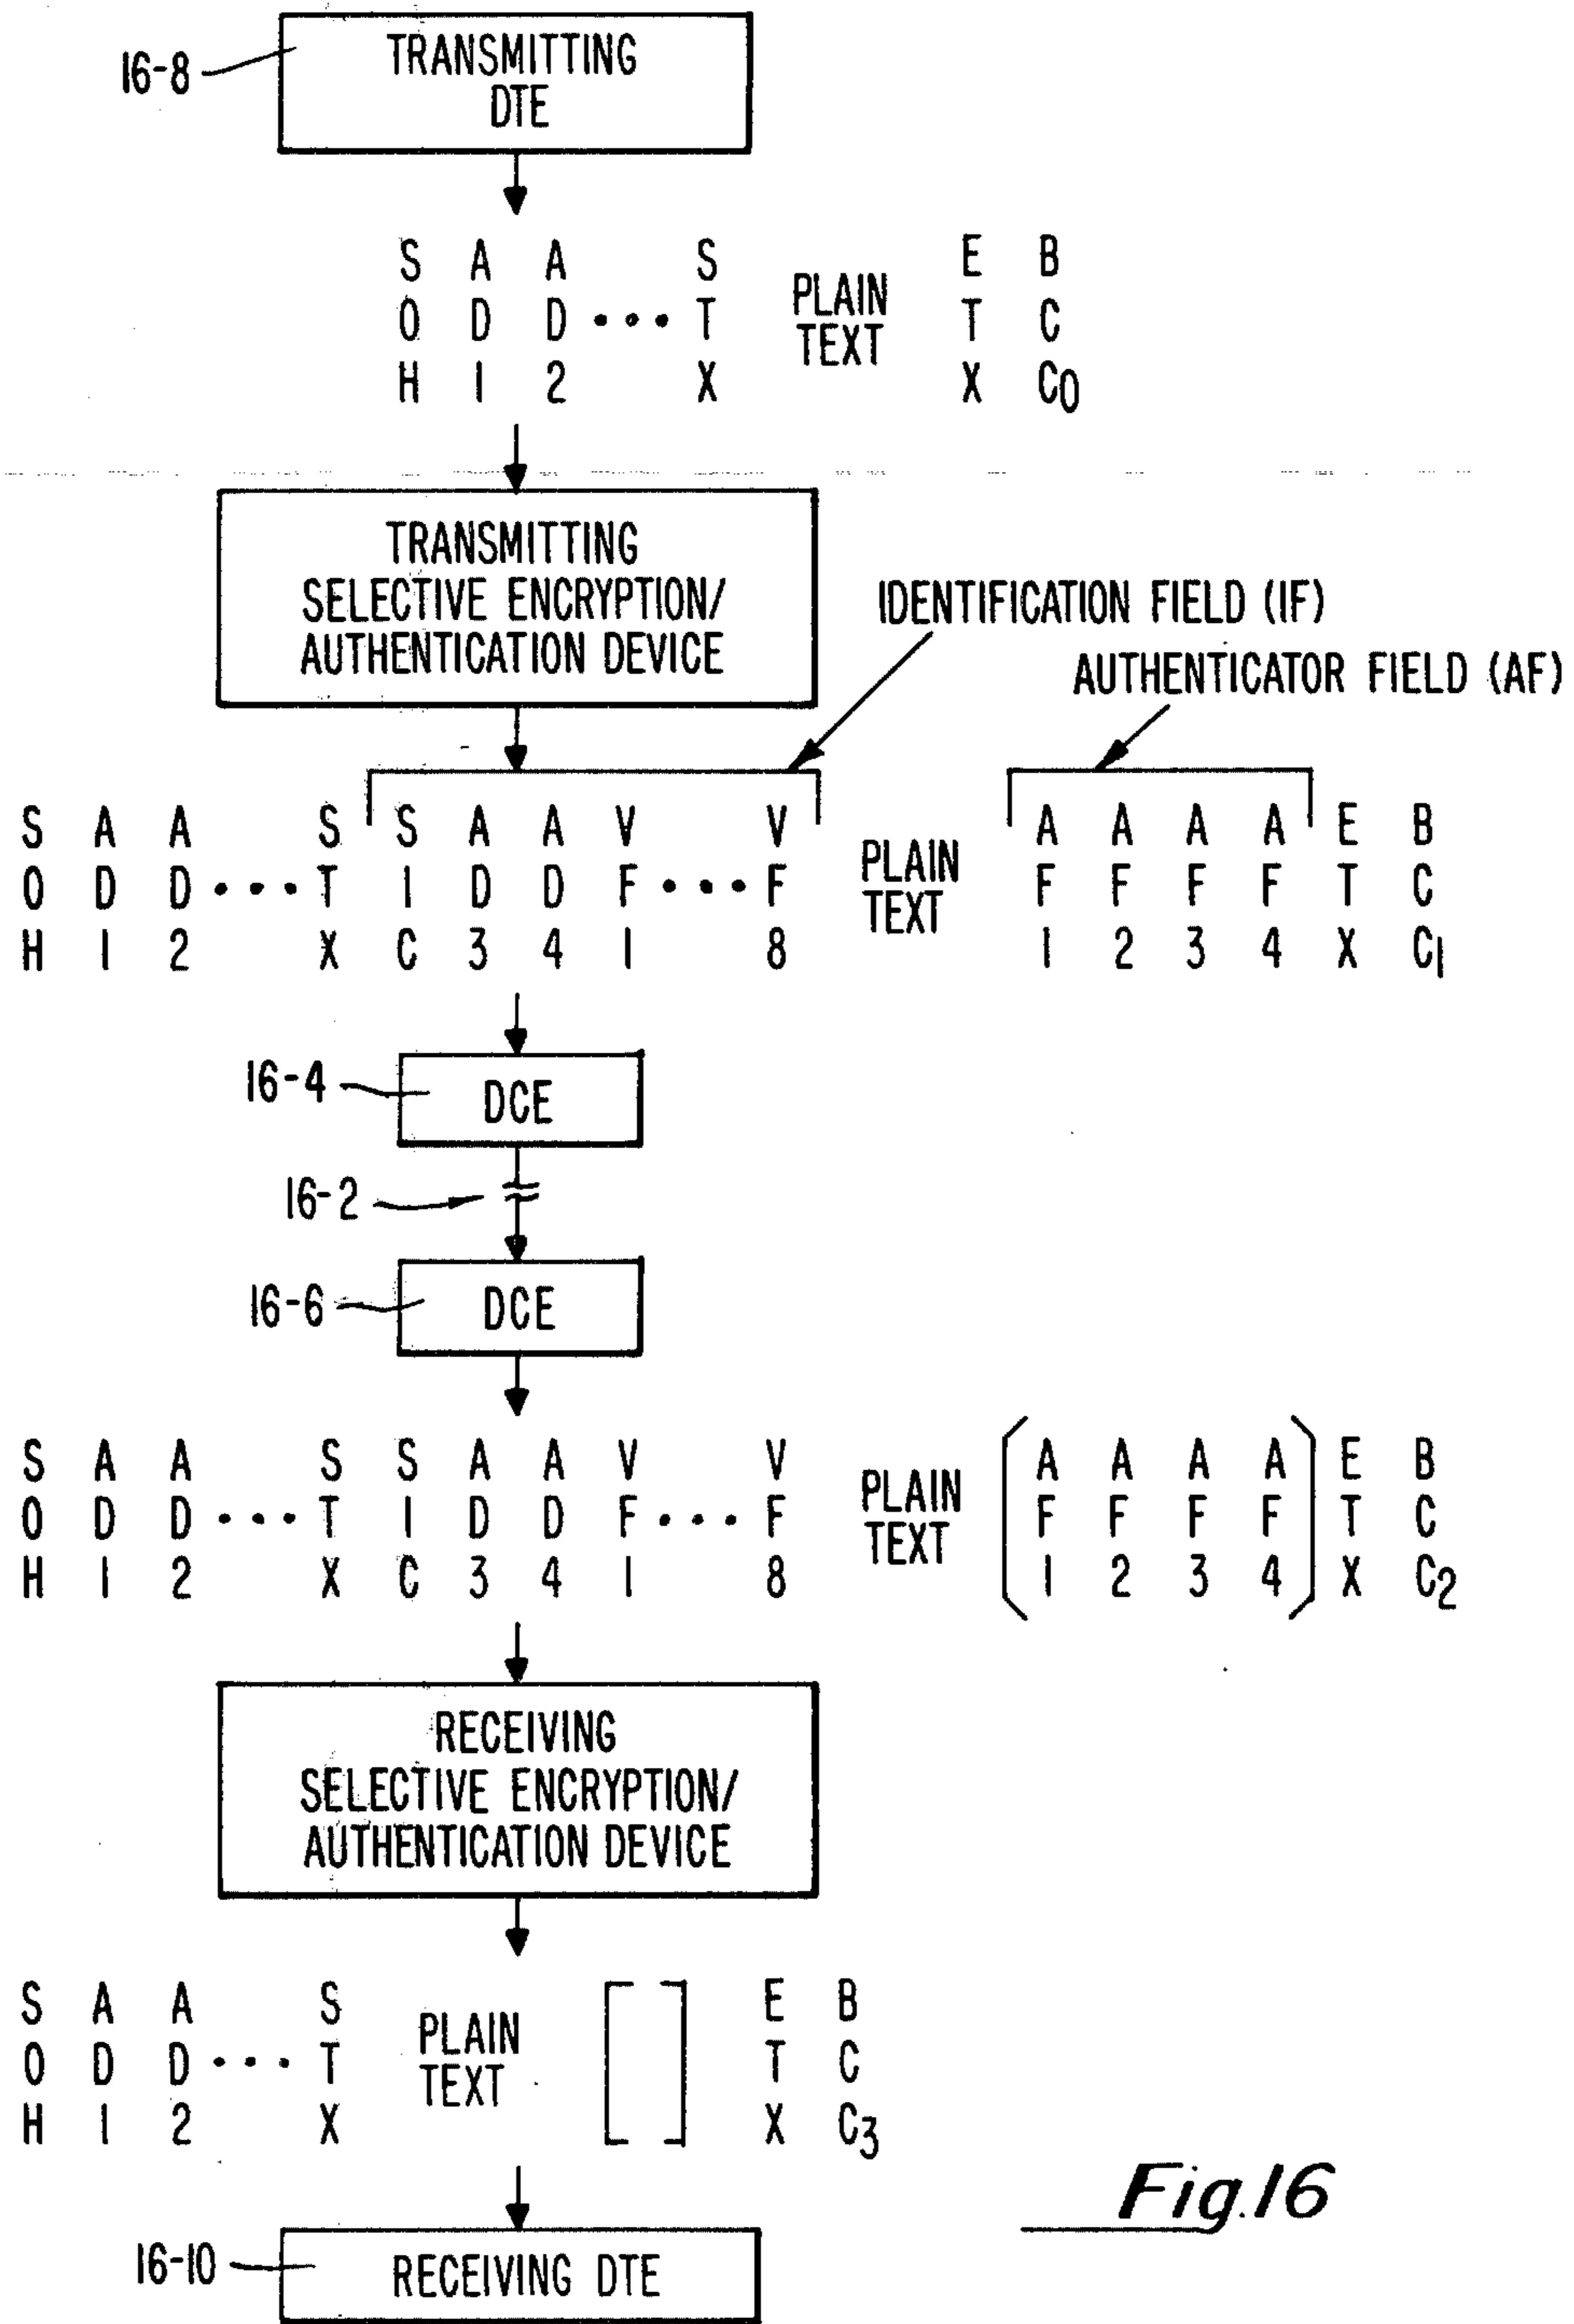 16-8
TRANSMITTING
DTE
S A A S E B
O D D ••• T PLAIN TEXT T C
H 1 2 X X C0
TRANSMITTING
SELECTIVE ENCRYPTION/
AUTHENTICATION DEVICE
IDENTIFICATION FIELD (IF)
AUTHENTICATOR FIELD (AF)
S A A S S A A V V A A A A E B
O D D ••• T I D D F ••• F PLAIN TEXT F F F F T C
H 1 2 X C 3 4 1 8 1 2 3 4 X C1
16-4 DCE
16-2
16-6 DCE
S A A S S A A V V A A A A E B
O D D ••• T I D D F ••• F PLAIN TEXT F F F F T C
H 1 2 X C 3 4 1 8 1 2 3 4 X C2
RECEIVING
SELECTIVE ENCRYPTION/
AUTHENTICATION DEVICE
S A A S E B
O D D ••• T PLAIN TEXT [ ] T C
H 1 2 X X C3
Fig.16
16-10 RECEIVING DTE